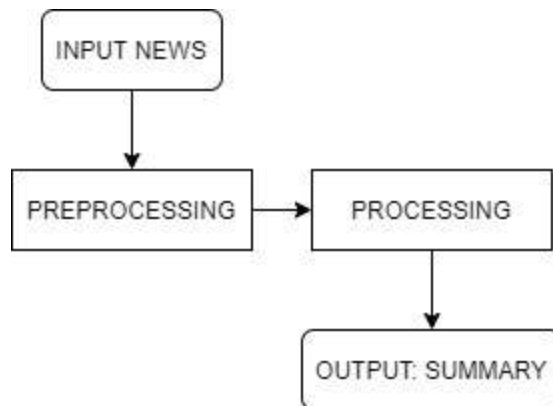 INPUT NEWS
PREPROCESSING
PROCESSING
OUTPUT: SUMMARY